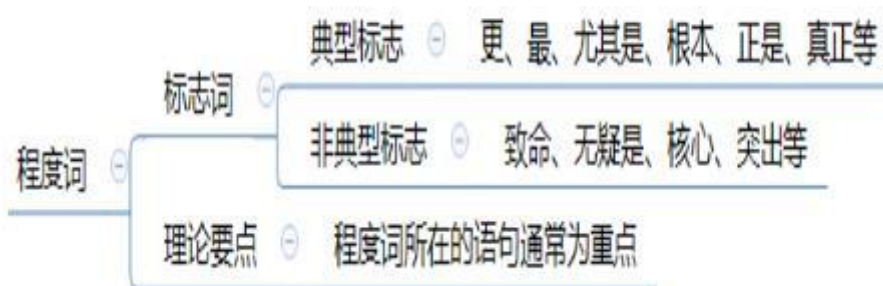 典型标志 更、最、尤其是、根本、正是、真正等
标志词
非典型标志 致命、无疑是、核心、突出等
程度词
理论要点 程度词所在的语句通常为重点